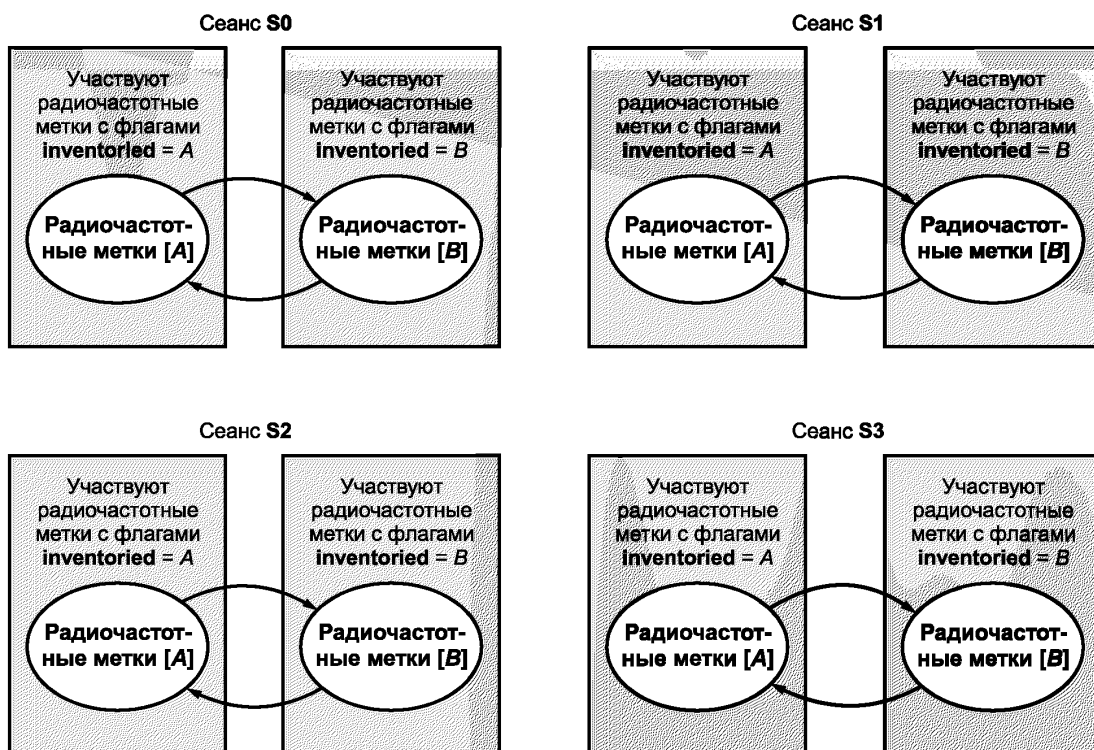 Сеанс S0
Участвуют
радиочастотные
метки с флагами
inventoried = A
Радиочастот-
ные метки [A]
Участвуют
радиочастотные
метки с флагами
inventoried = B
Радиочастот-
ные метки [B]
Сеанс S1
Участвуют
радиочастотные
метки с флагами
inventoried = A
Радиочастот-
ные метки [A]
Участвуют
радиочастотные
метки с флагами
inventoried = B
Радиочастот-
ные метки [B]
Сеанс S2
Участвуют
радиочастотные
метки с флагами
inventoried = A
Радиочастот-
ные метки [A]
Участвуют
радиочастотные
метки с флагами
inventoried = B
Радиочастот-
ные метки [B]
Сеанс S3
Участвуют
радиочастотные
метки с флагами
inventoried = A
Радиочастот-
ные метки [A]
Участвуют
радиочастотные
метки с флагами
inventoried = B
Радиочастот-
ные метки [B]